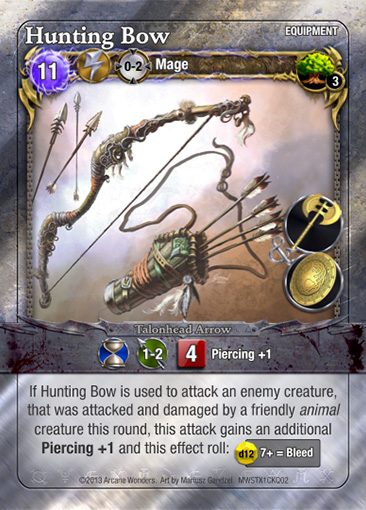 Hunting Bow
EQUIPMENT
11
0-2
Mage
3
Talonhead Arrow
1-2
4
Piercing +1
If Hunting Bow is used to attack an enemy creature,
that was attacked and damaged by a friendly animal
creature this round, this attack gains an additional
Piercing +1 and this effect roll: d12 7+ = Bleed
©2013 Arcane Wonders. Art by Mariusz Gandzel. MWSTX1CKQ02